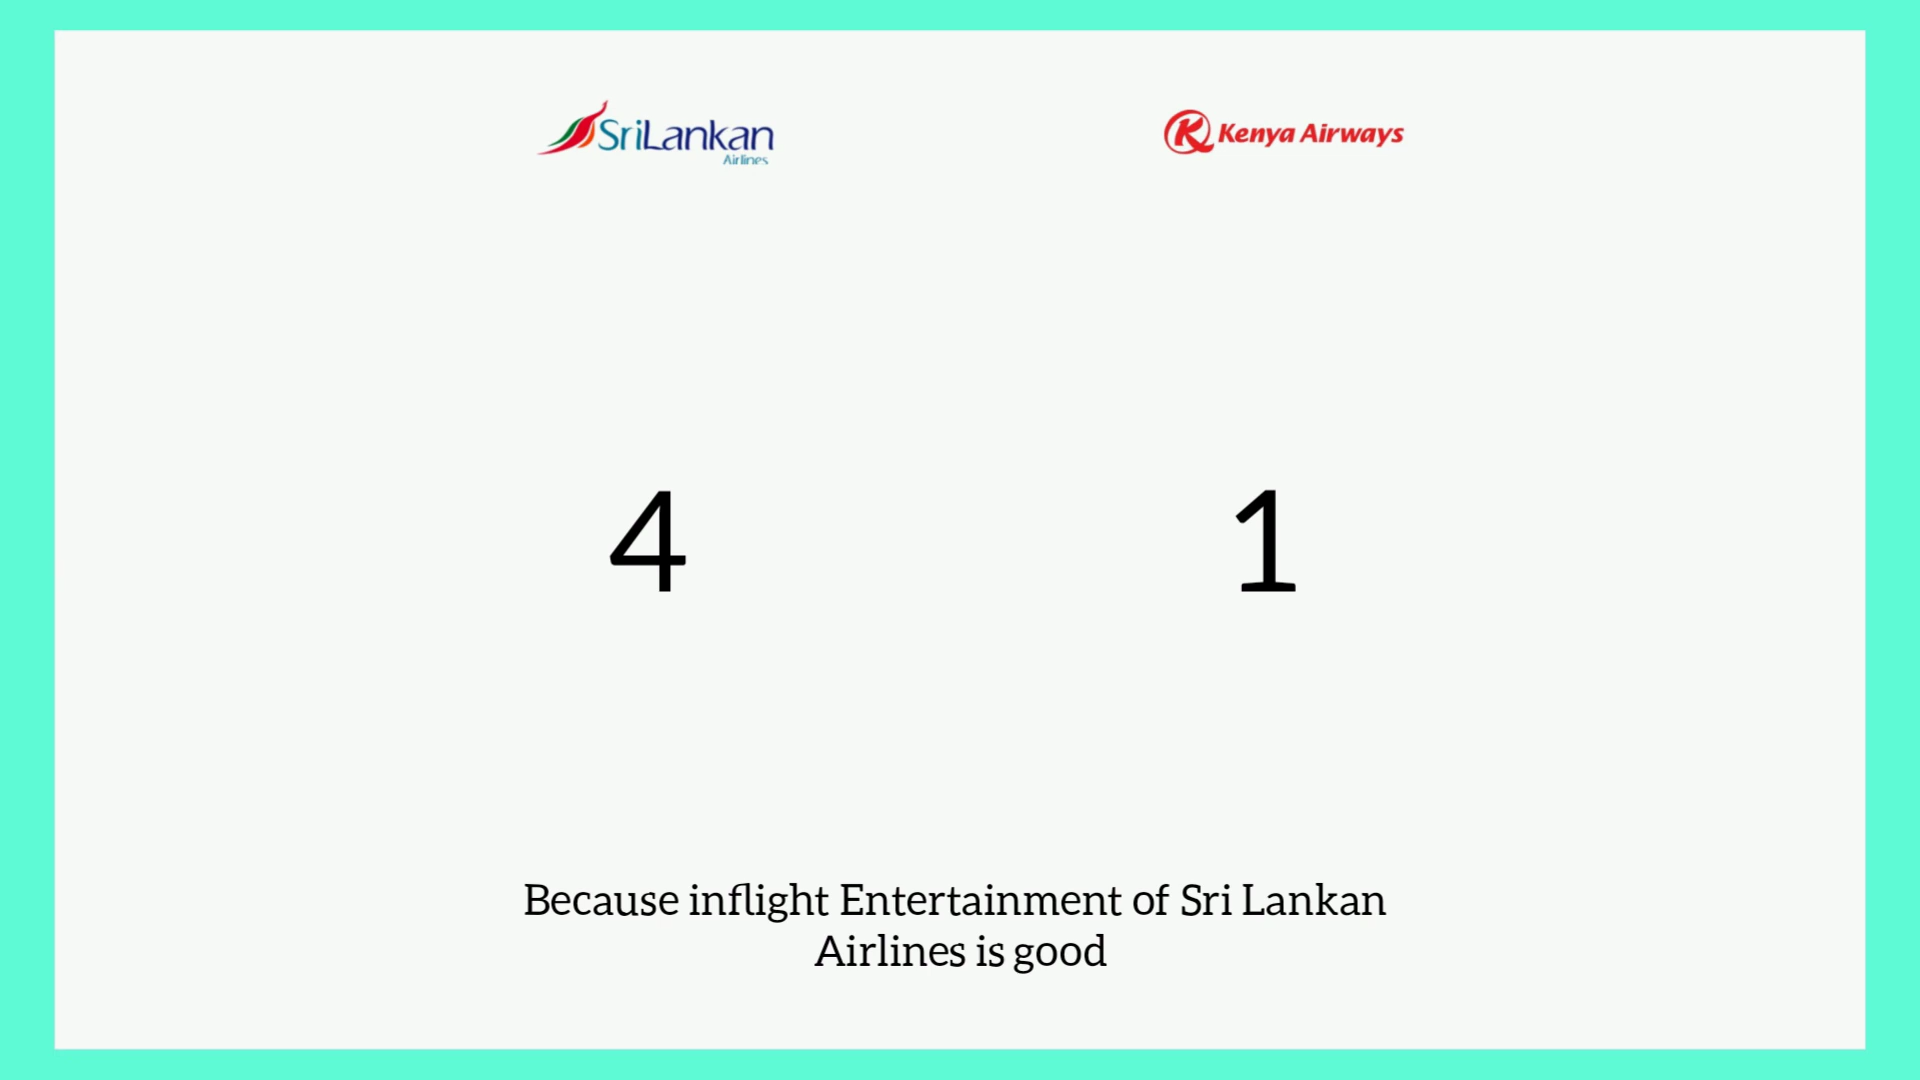 SriLankan
Airlines
Kenya Airways
4
1
Because inflight Entertainment of Sri Lankan
Airlines is good